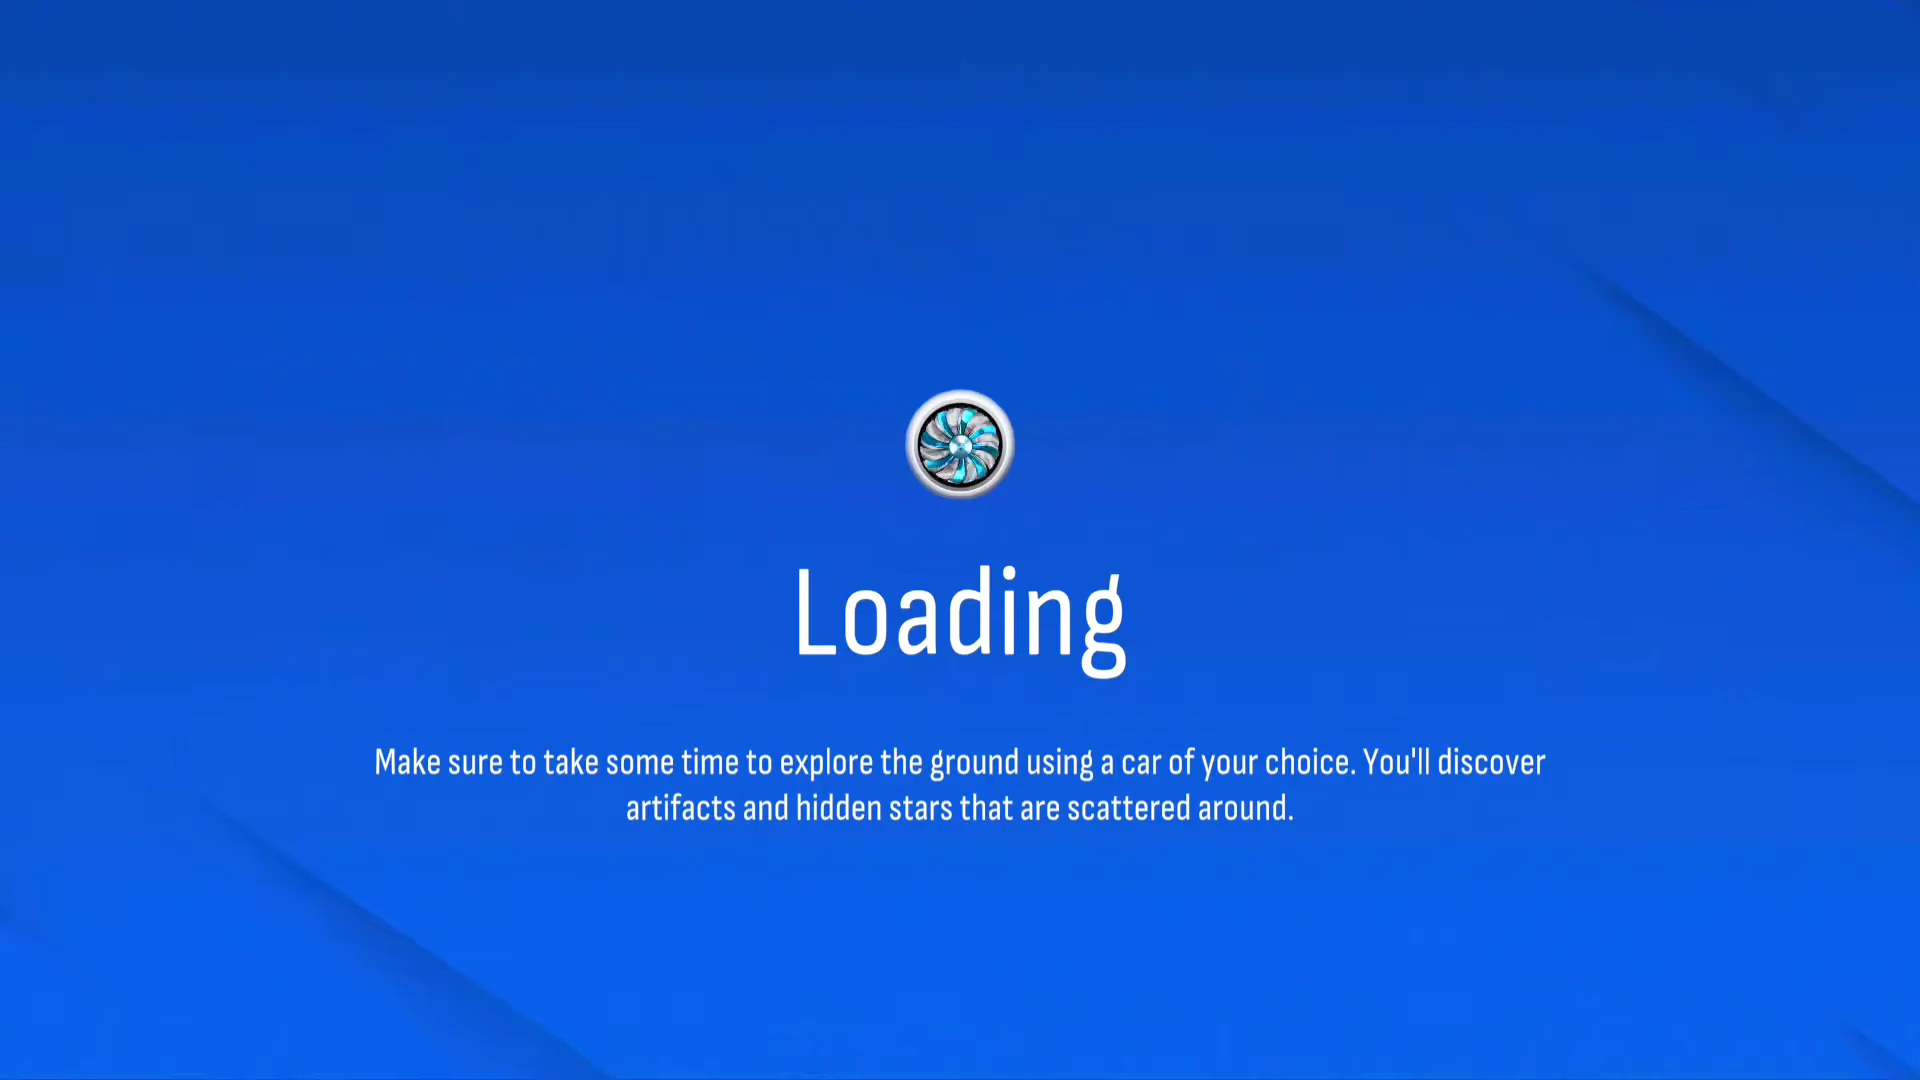 Loading
Make sure to take some time to explore the ground using a car of your choice. You'll discover
artifacts and hidden stars that are scattered around.